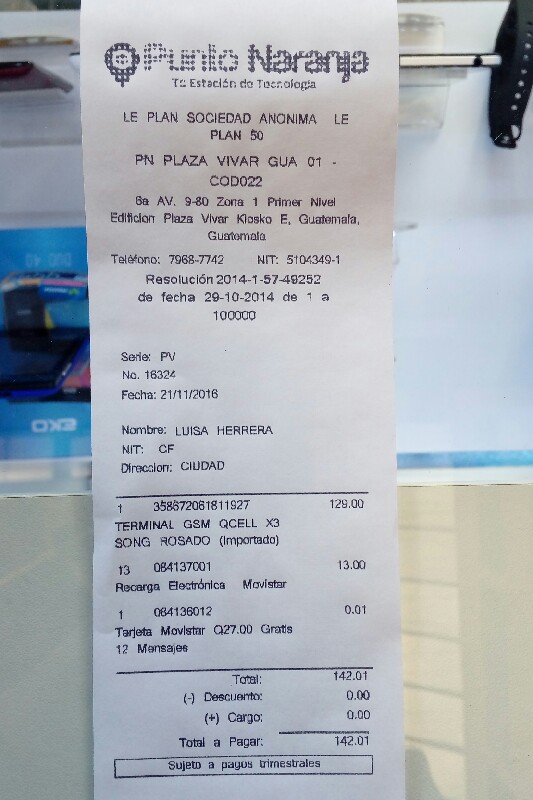 Punto Naranja
Tú Estación de Tecnología
LE PLAN SOCIEDAD ANONIMA LE
PLAN 50
PN PLAZA VIVAR GUA 01 -
COD022
6a AV. 9-80 Zona 1 Primer Nivel
Edificion Plaza Vivar Kiosko E, Guatemala,
Guatemala
Teléfono: 7968-7742 NIT: 5104349-1
Resolución 2014-1-57-49252
de fecha 29-10-2014 de 1 a
100000
Serie: PV
No. 16324
Fecha: 21/11/2016
Nombre: LUISA HERRERA
NIT: CF
Direccion: CIUDAD
1 358672061811927 129.00
TERMINAL GSM QCELL X3
SONG ROSADO (Importado)
13 084137001 13.00
Recarga Electrónica Movistar
1 084136012 0.01
Tarjeta Movistar Q27.00 Gratis
12 Mensajes
Total: 142.01
(-) Descuento: 0.00
(+) Cargo: 0.00
Total a Pagar: 142.01
Sujeto a pagos trimestrales